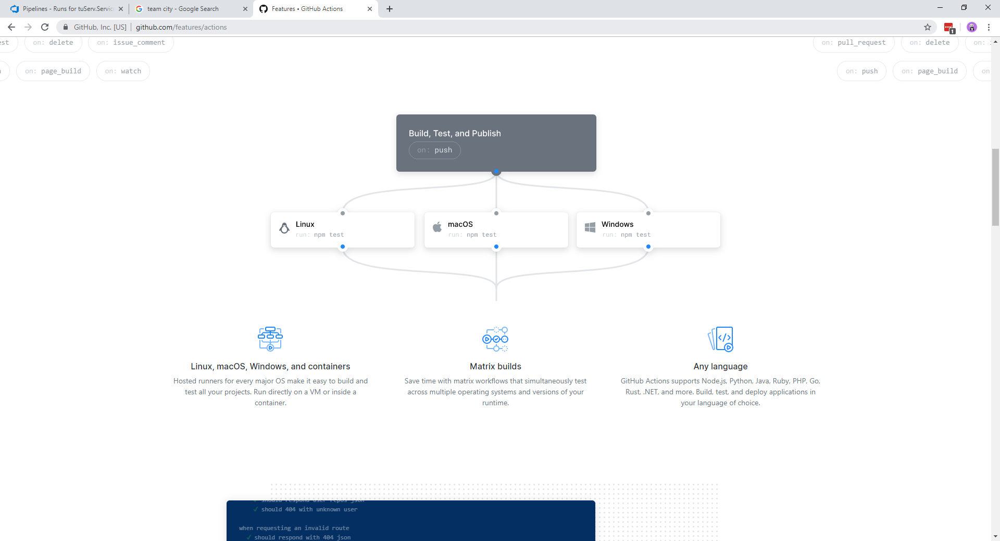 Pipelines - Runs for tuServ.Servic
team city - Google Search
Features • GitHub Actions
GitHub, Inc. [US]
github.com/features/actions
1
est
on: delete
on: issue_comment
on: pull_request
on: delete
on:
on: page_build
on: watch
on: push
on: page_build
on
Build, Test, and Publish
on: push
Linux
run: npm test
macOS
run: npm test
Windows
run: npm test
Linux, macOS, Windows, and containers
Hosted runners for every major OS make it easy to build and
test all your projects. Run directly on a VM or inside a
container.
Matrix builds
Save time with matrix workflows that simultaneously test
across multiple operating systems and versions of your
runtime.
Any language
GitHub Actions supports Node.js, Python, Java, Ruby, PHP, Go,
Rust, .NET, and more. Build, test, and deploy applications in
your language of choice.
✓ should respond user repos json
✓ should 404 with unknown user
when requesting an invalid route
✓ should respond with 404 json